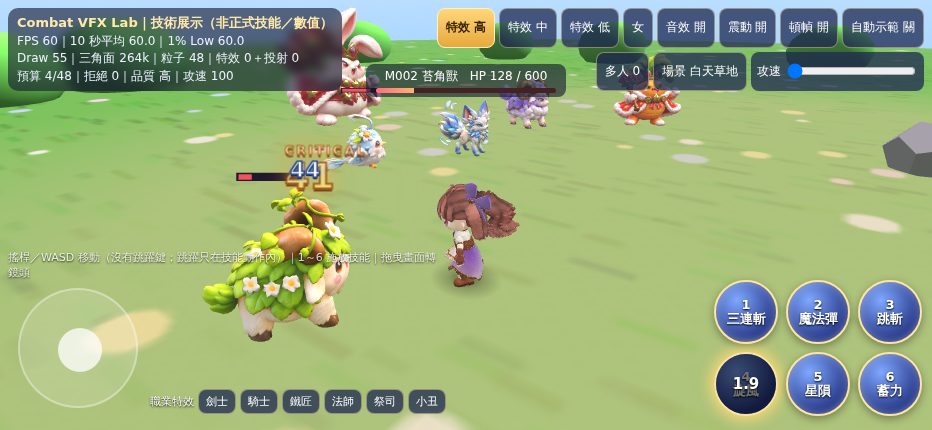 Combat VFX Lab｜技術展示（非正式技能／數值）
FPS 60｜10 秒平均 60.0｜1% Low 60.0
Draw 55｜三角面 264k｜粒子 48｜特效 0＋投射 0
預算 4/48｜拒絕 0｜品質 高｜攻速 100
特效 高
特效 中
特效 低
女
音效 開
震動 開
頓幀 開
自動示範 關
多人 0
場景 白天草地
攻速
M002 苔角獸 HP 128 / 600
CRITICAL
44
41
搖桿／WASD 移動（沒有跳躍鍵；跳躍只在技能動作內）｜1～6 施放技能｜拖曳畫面轉
鏡頭
1
三連斬
2
魔法彈
3
跳斬
1.9
旋風
5
星隕
6
蓄力
職業特效
劍士
騎士
鐵匠
法師
祭司
小丑